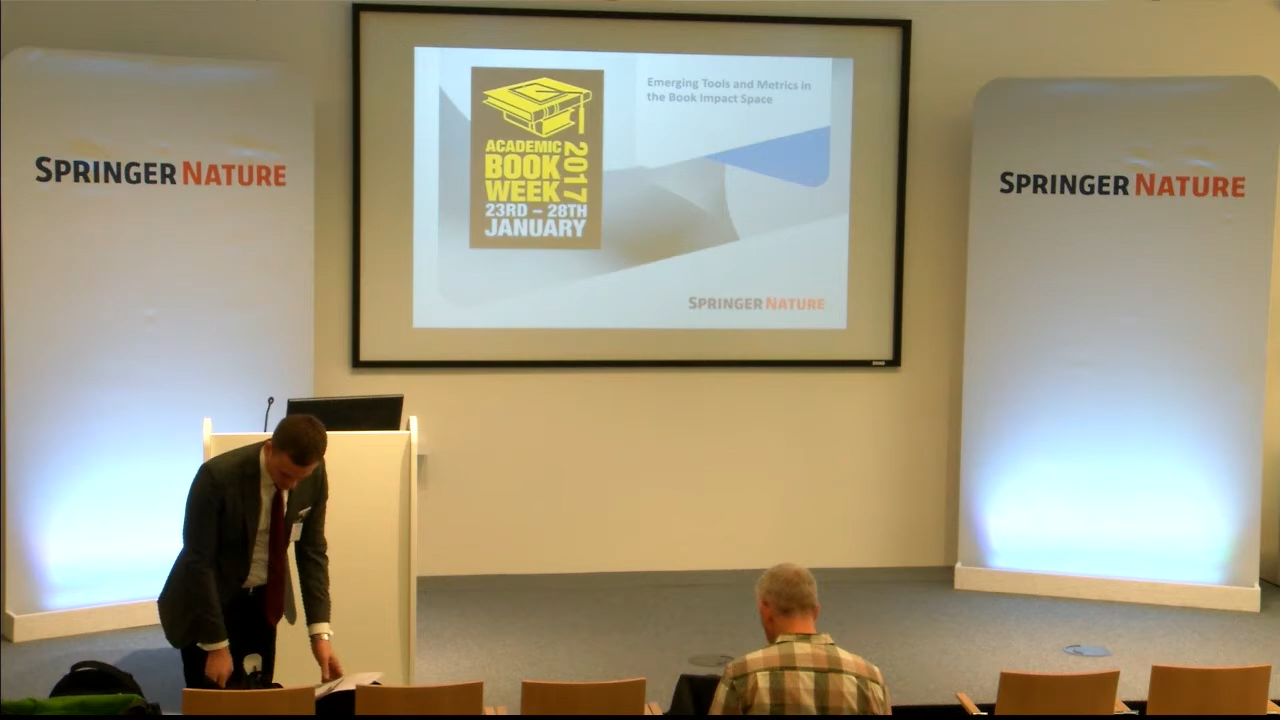 SPRINGER NATURE
ACADEMIC
BOOK
WEEK
2017
23RD – 28TH
JANUARY
Emerging Tools and Metrics in
the Book Impact Space
SPRINGER NATURE
SPRINGER NATURE